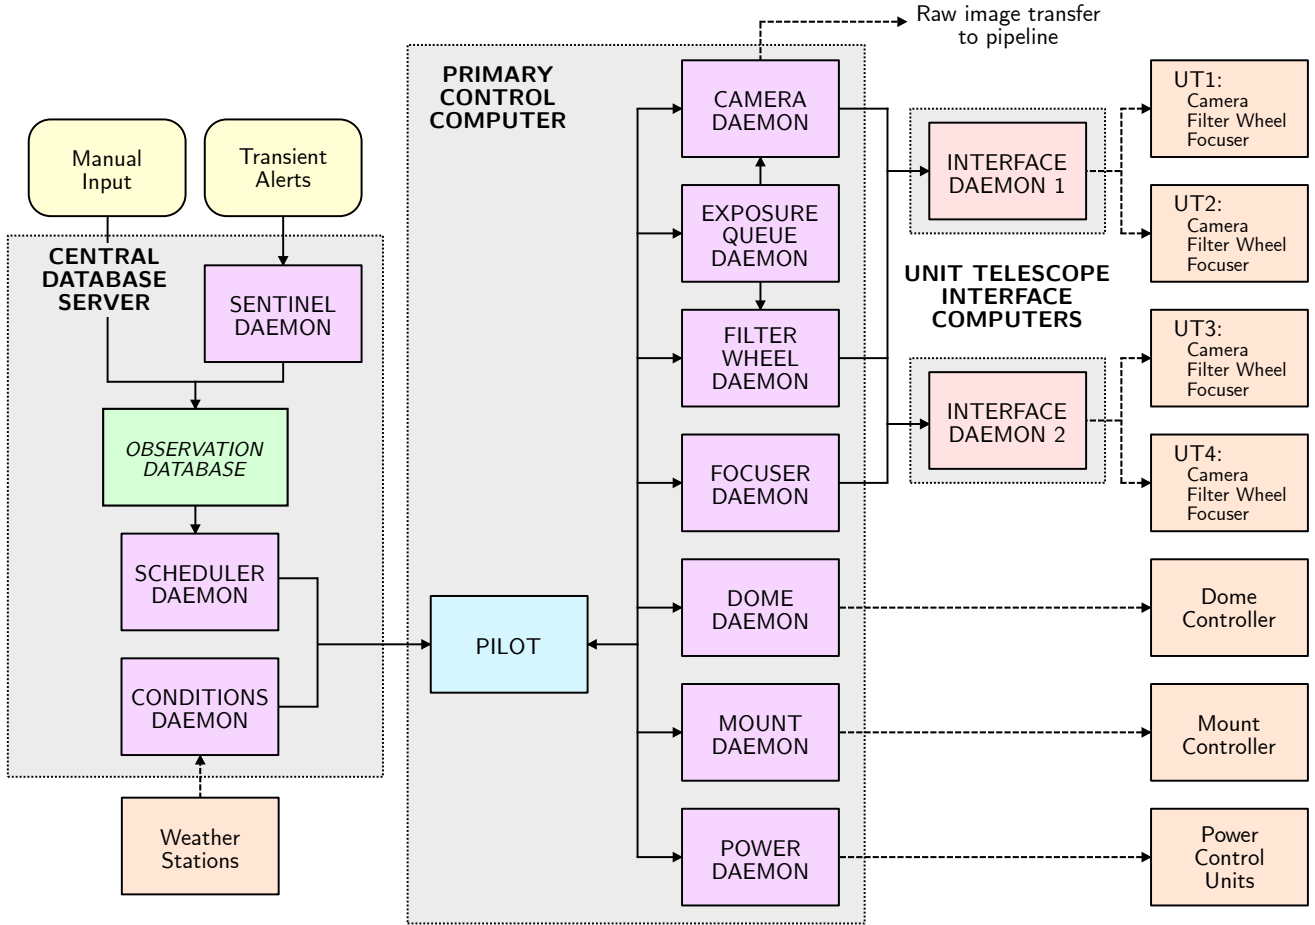 Raw image transfer
to pipeline
PRIMARY
CONTROL
COMPUTER
CAMERA
DAEMON
UT1:
Camera
Filter Wheel
Focuser
Manual
Input
Transient
Alerts
INTERFACE
DAEMON 1
EXPOSURE
QUEUE
DAEMON
UT2:
Camera
Filter Wheel
Focuser
CENTRAL
DATABASE
SERVER
SENTINEL
DAEMON
UNIT TELESCOPE
INTERFACE
COMPUTERS
FILTER
WHEEL
DAEMON
UT3:
Camera
Filter Wheel
Focuser
INTERFACE
DAEMON 2
OBSERVATION
DATABASE
FOCUSER
DAEMON
UT4:
Camera
Filter Wheel
Focuser
SCHEDULER
DAEMON
DOME
DAEMON
Dome
Controller
PILOT
CONDITIONS
DAEMON
MOUNT
DAEMON
Mount
Controller
Weather
Stations
POWER
DAEMON
Power
Control
Units